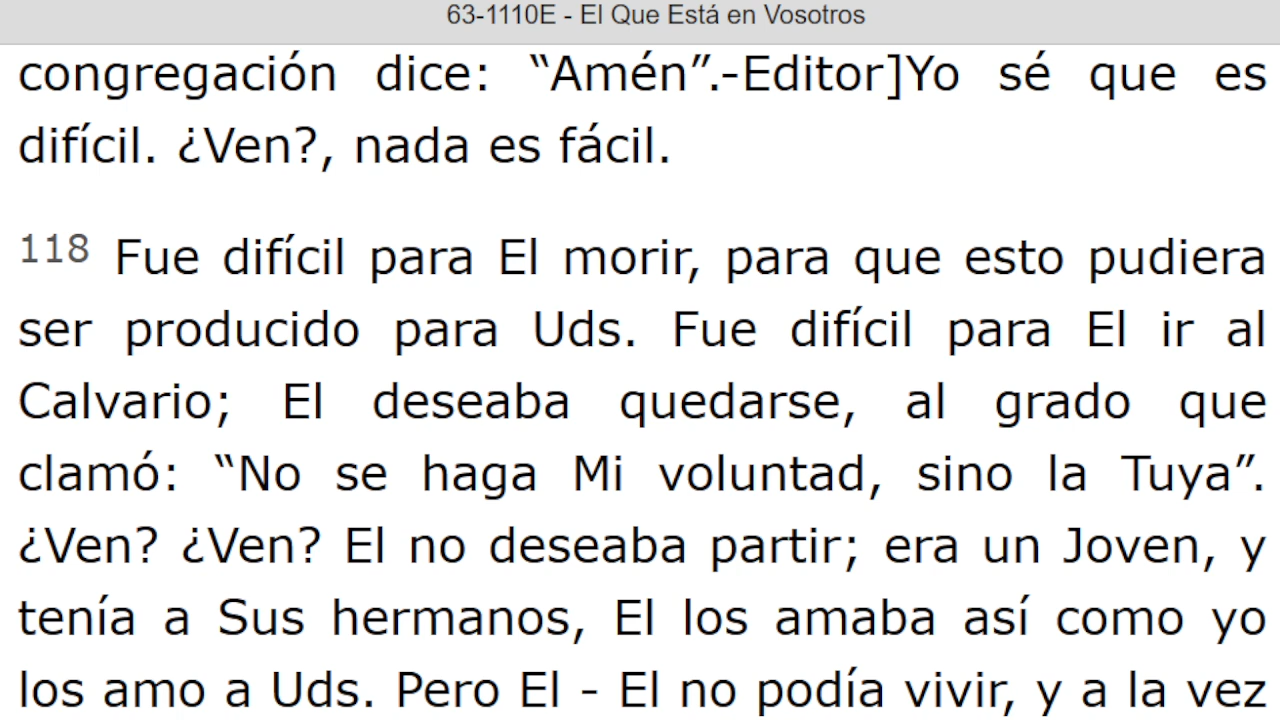 63-1110E - El Que Está en Vosotros
congregación dice: “Amén”.-Editor]Yo sé que es
difícil. ¿Ven?, nada es fácil.
118 Fue difícil para El morir, para que esto pudiera
ser producido para Uds. Fue difícil para El ir al
Calvario; El deseaba quedarse, al grado que
clamó: “No se haga Mi voluntad, sino la Tuya”.
¿Ven? ¿Ven? El no deseaba partir; era un Joven, y
tenía a Sus hermanos, El los amaba así como yo
los amo a Uds. Pero El - El no podía vivir, y a la vez